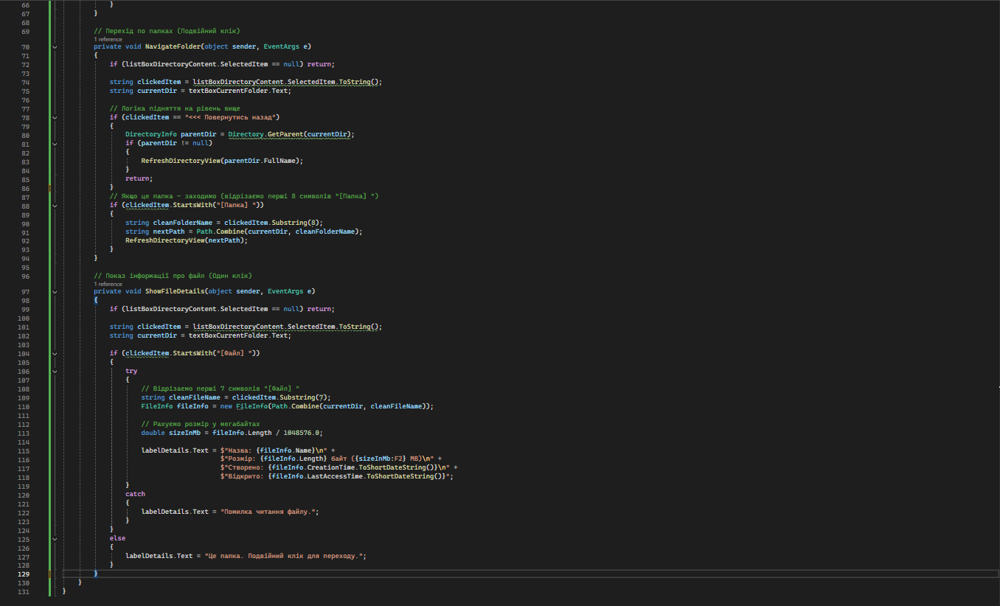 66 }
67 }
68
69 // Перехід по папках (Подвійний клік)
1 reference
70 private void NavigateFolder(object sender, EventArgs e)
71 {
72 if (listBoxDirectoryContent.SelectedItem == null) return;
73
74 string clickedItem = listBoxDirectoryContent.SelectedItem.ToString();
75 string currentDir = textBoxCurrentFolder.Text;
76
77 // Логіка підняття на рівень вище
78 if (clickedItem == "<<< Повернутись назад")
79 {
80 DirectoryInfo parentDir = Directory.GetParent(currentDir);
81 if (parentDir != null)
82 {
83 RefreshDirectoryView(parentDir.FullName);
84 }
85 return;
86 }
87 // Якщо це папка - заходимо (відрізаємо перші 8 символів "[Папка] ")
88 if (clickedItem.StartsWith("[Папка] "))
89 {
90 string cleanFolderName = clickedItem.Substring(8);
91 string nextPath = Path.Combine(currentDir, cleanFolderName);
92 RefreshDirectoryView(nextPath);
93 }
94 }
95
96 // Показ інформації про файл (Один клік)
1 reference
97 private void ShowFileDetails(object sender, EventArgs e)
98 {
99 if (listBoxDirectoryContent.SelectedItem == null) return;
100
101 string clickedItem = listBoxDirectoryContent.SelectedItem.ToString();
102 string currentDir = textBoxCurrentFolder.Text;
103
104 if (clickedItem.StartsWith("[Файл] "))
105 {
106 try
107 {
108 // Відрізаємо перші 7 символів "[Файл] "
109 string cleanFileName = clickedItem.Substring(7);
110 FileInfo fileInfo = new FileInfo(Path.Combine(currentDir, cleanFileName));
111
112 // Рахуємо розмір у мегабайтах
113 double sizeInMb = fileInfo.Length / 1048576.0;
114
115 labelDetails.Text = $"Назва: {fileInfo.Name}\n" +
116 $"Розмір: {fileInfo.Length} байт ({sizeInMb:F2} MB)\n" +
117 $"Створено: {fileInfo.CreationTime.ToShortDateString()}\n" +
118 $"Відкрито: {fileInfo.LastAccessTime.ToShortDateString()}";
119 }
120 catch
121 {
122 labelDetails.Text = "Помилка читання файлу.";
123 }
124 }
125 else
126 {
127 labelDetails.Text = "Це папка. Подвійний клік для переходу.";
128 }
129 }
130 }
131 }